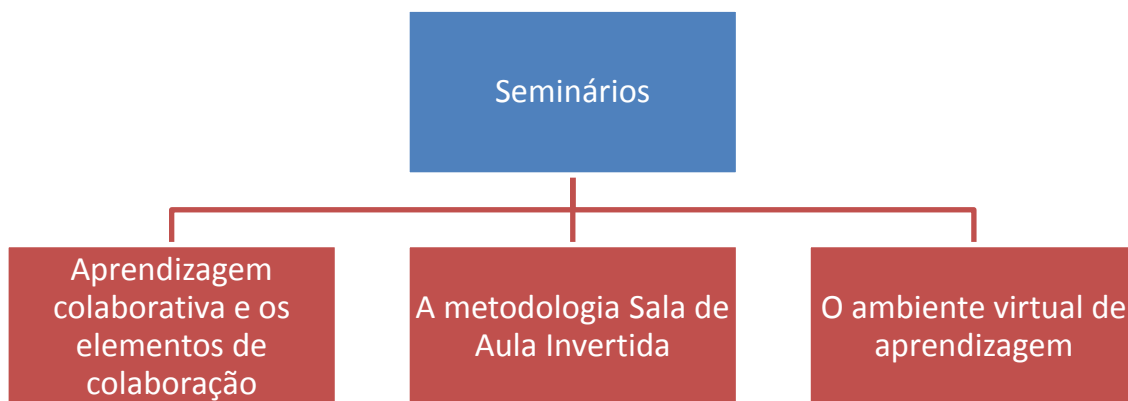 Seminários
Aprendizagem
colaborativa e os
elementos de
colaboração
A metodologia Sala de
Aula Invertida
O ambiente virtual de
aprendizagem